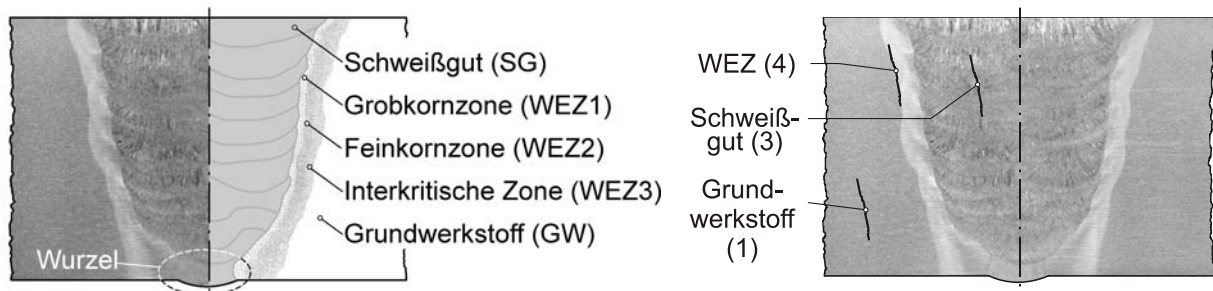 Schweißgut (SG)
Grobkornzone (WEZ1)
Feinkornzone (WEZ2)
Interkritische Zone (WEZ3)
Grundwerkstoff (GW)
Wurzel
WEZ (4)
Schweiß-
gut (3)
Grund-
werkstoff
(1)